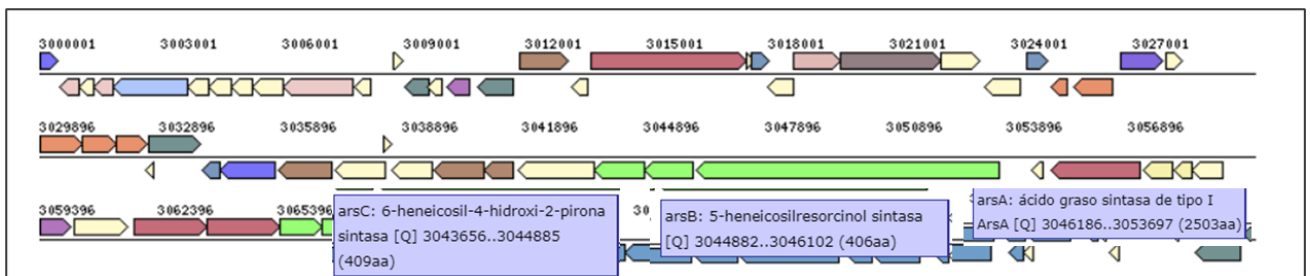 3000001 3003001 3006001 3009001 3012001 3015001 3018001 3021001 3024001 3027001
3029896 3032896 3035896 3038896 3041896 3044896 3047896 3050896 3053896 3056896
3059396 3062396 306539
arsC: 6-heneicosil-4-hidroxi-2-pirona
sintasa [Q] 3043656..3044885
(409aa)
30
arsB: 5-heneicosilresorcinol sintasa
[Q] 3044882..3046102 (406aa)
arsA: ácido graso sintasa de tipo I
ArsA [Q] 3046186..3053697 (2503aa)